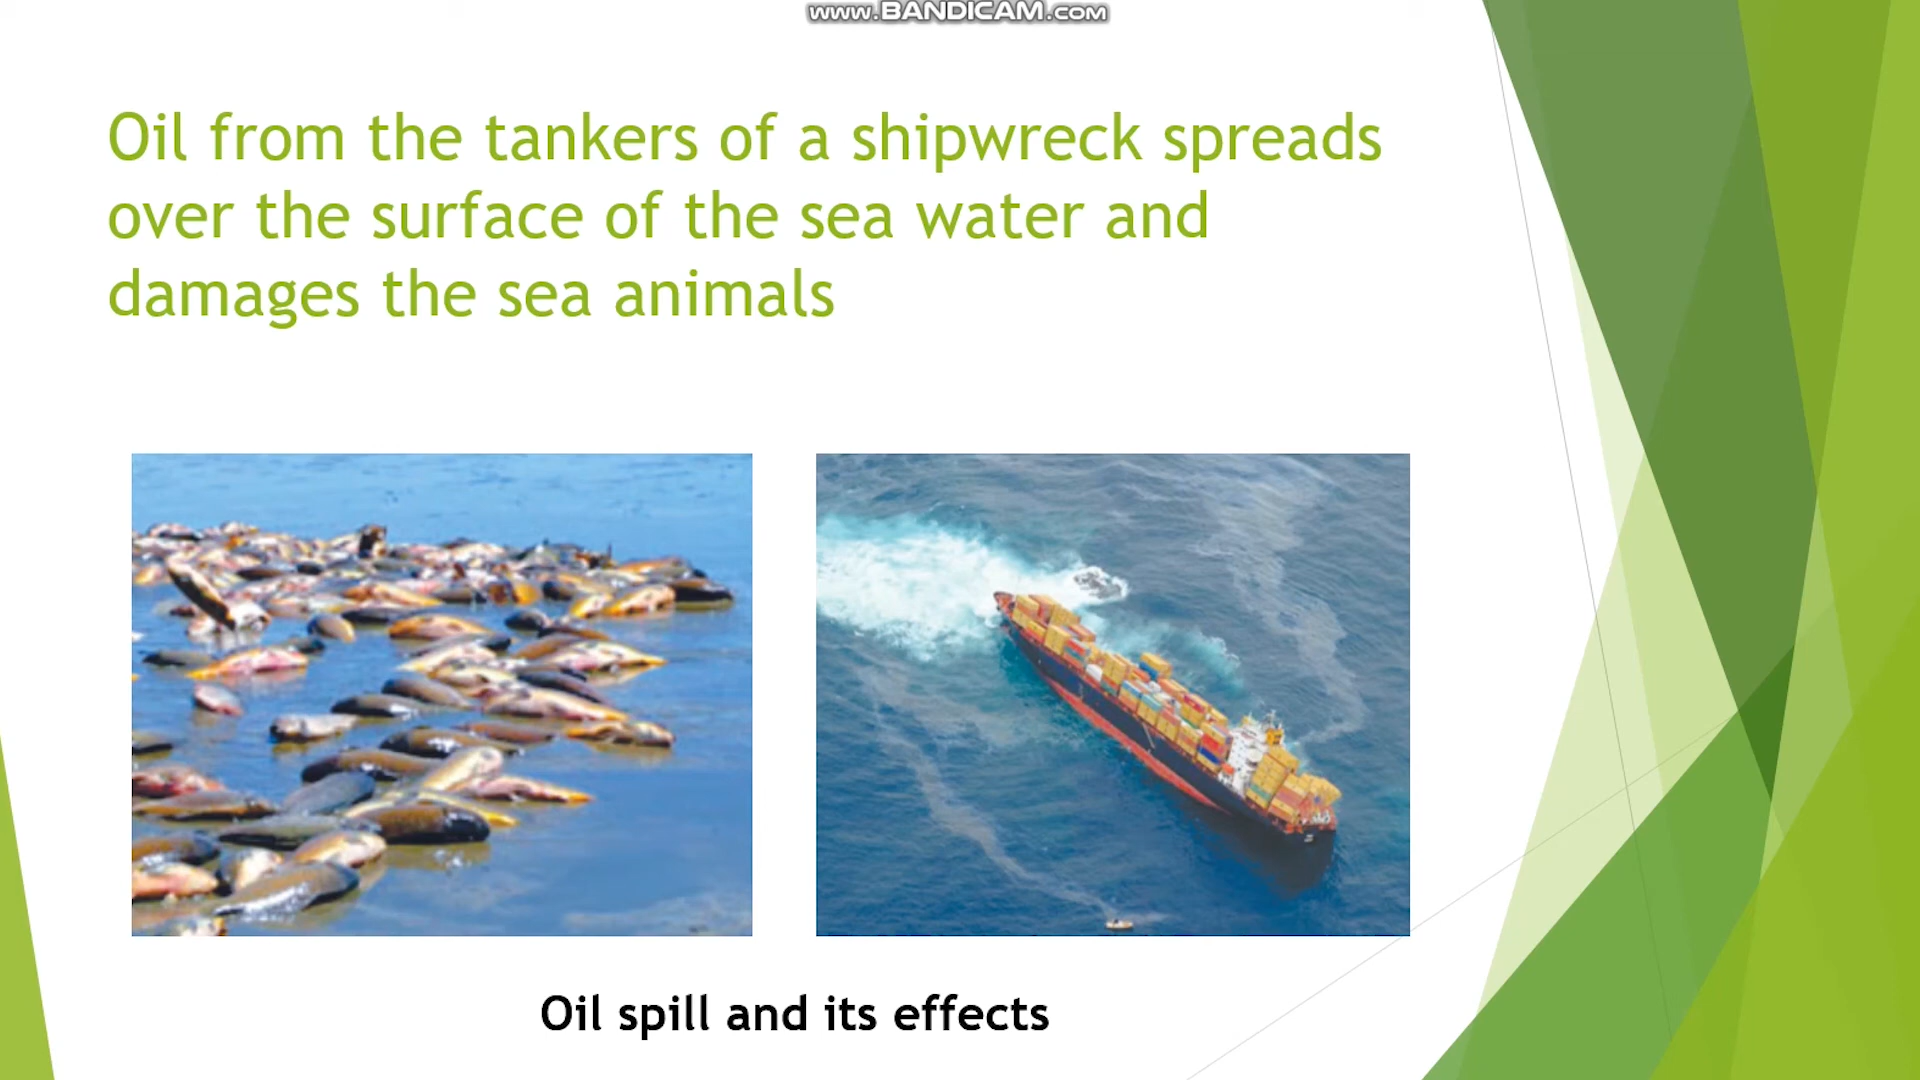 www.BANDICAM.com
Oil from the tankers of a shipwreck spreads
over the surface of the sea water and
damages the sea animals
Oil spill and its effects